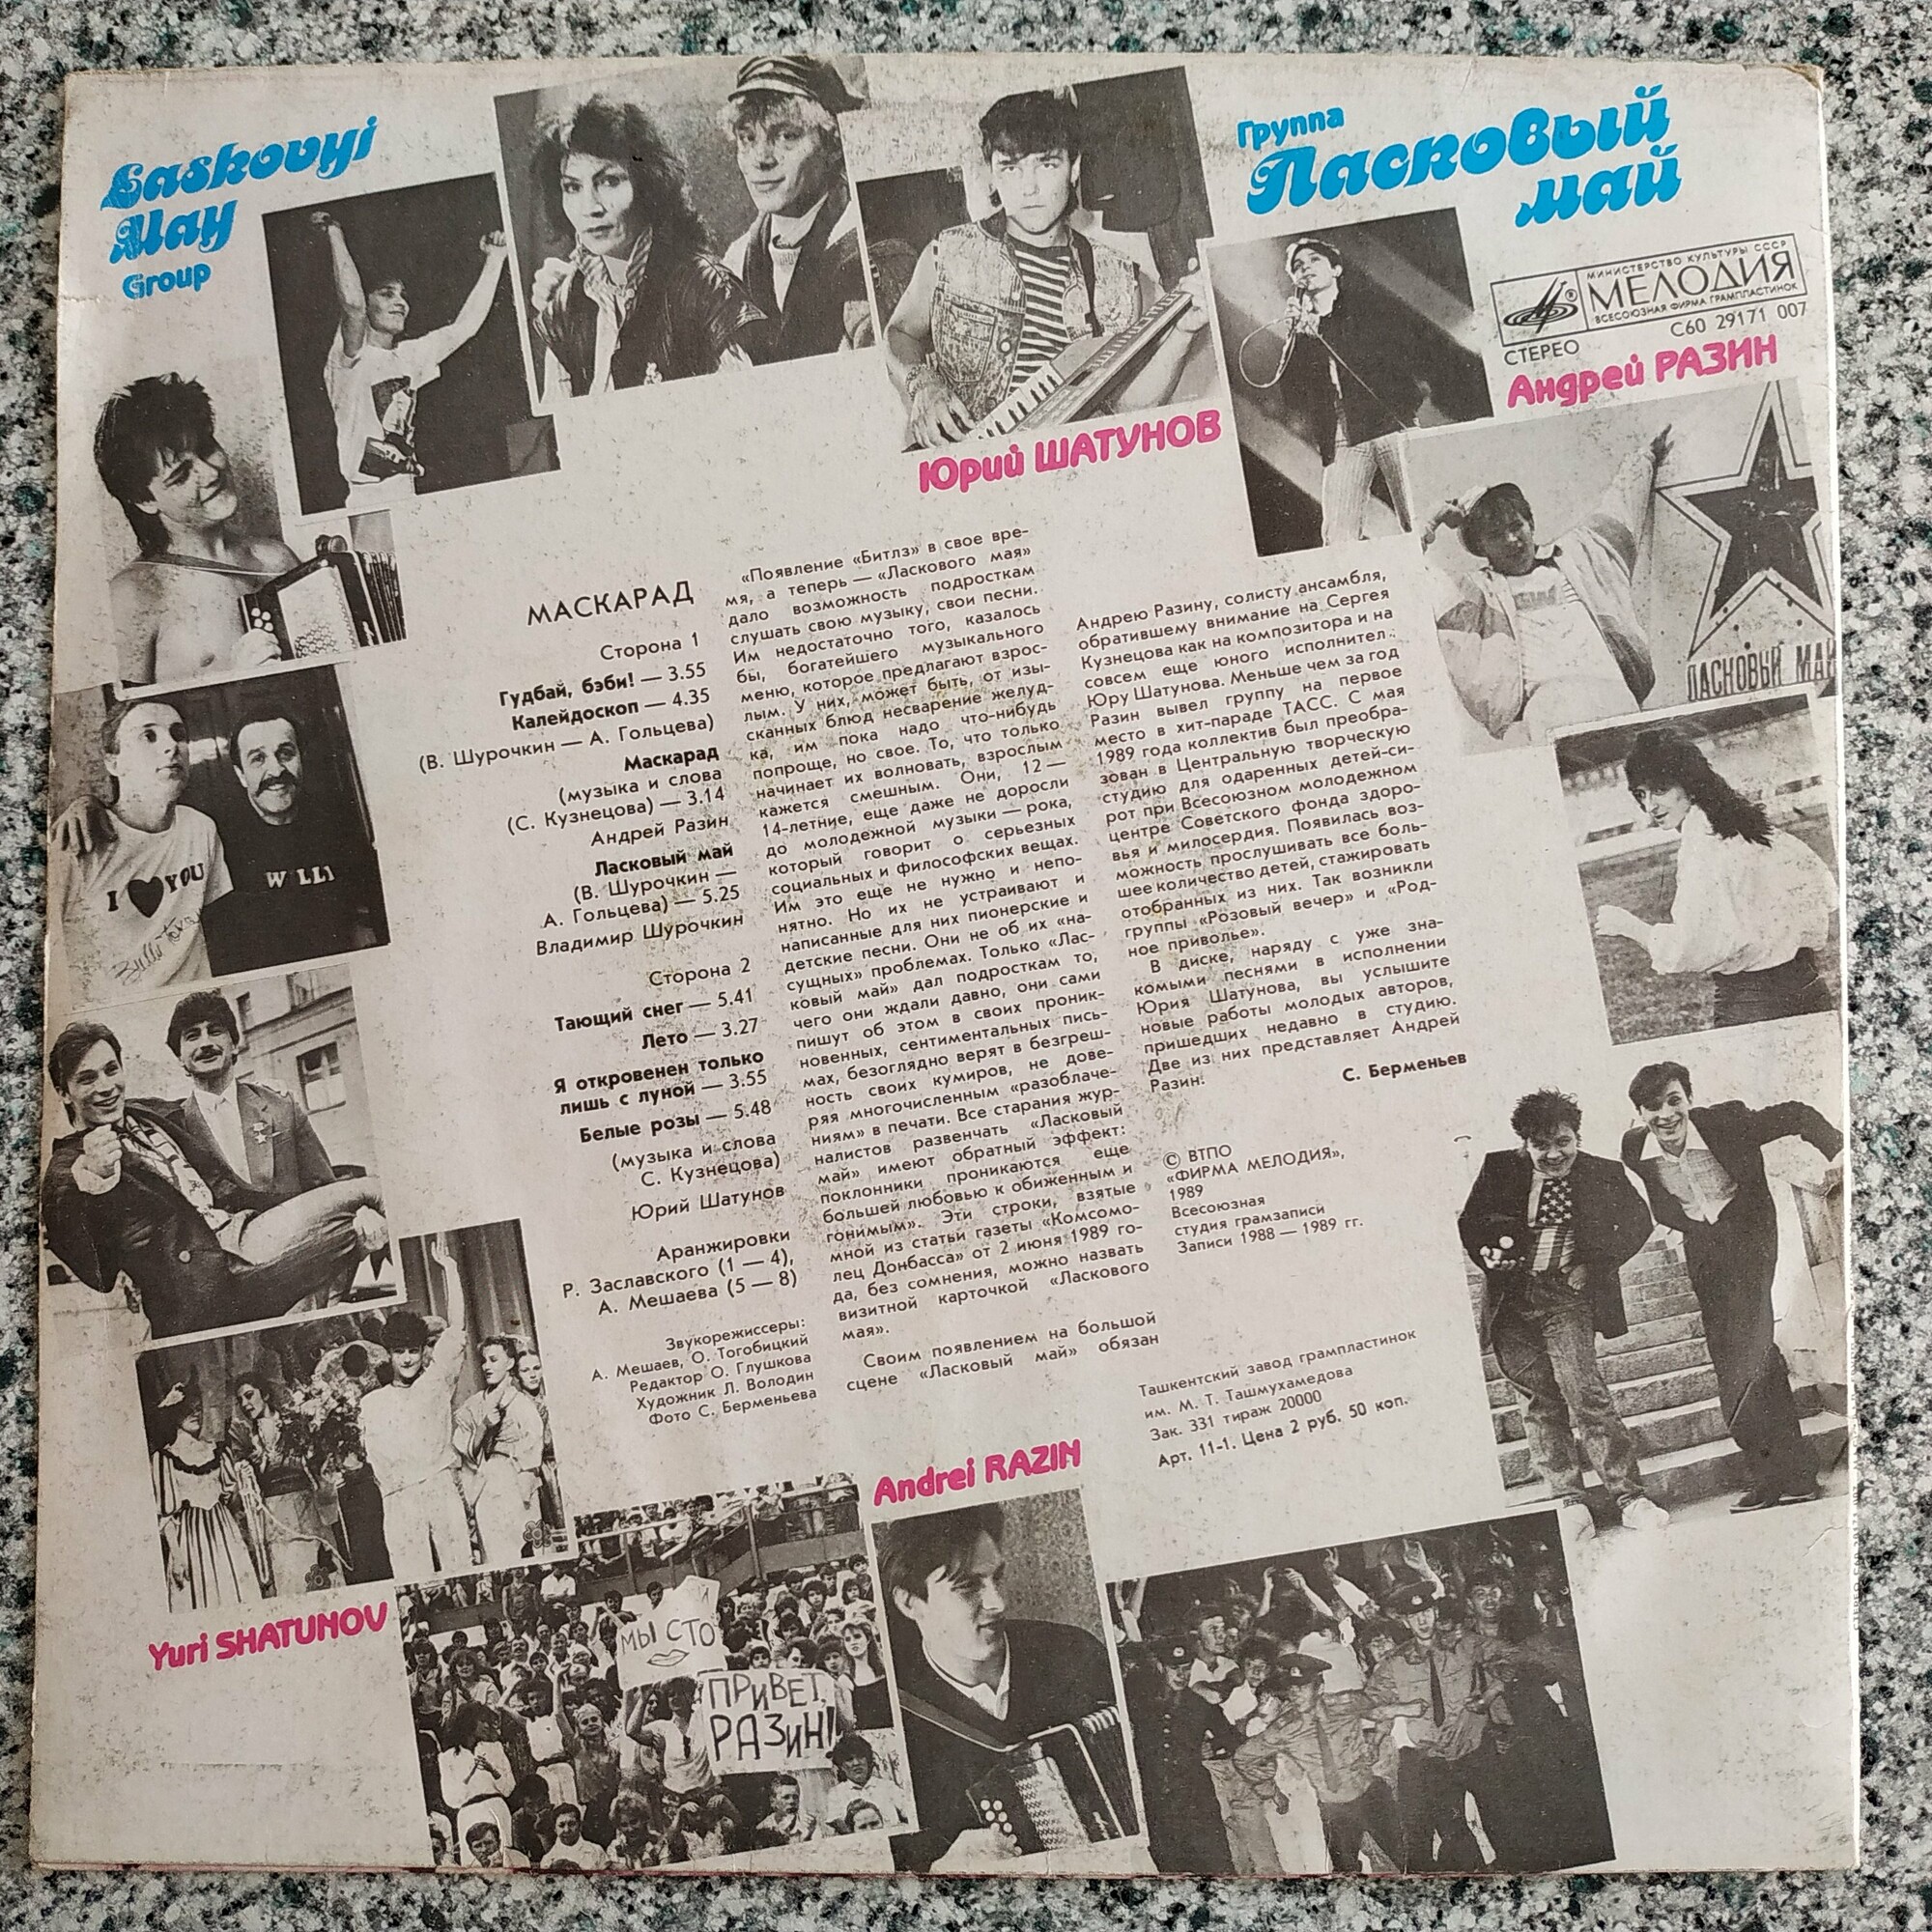 Laskovyi
May
Group
Группа
Ласковый
май
МИНИСТЕРСТВО КУЛЬТУРЫ СССР
МЕЛОДИЯ
ВСЕСОЮЗНАЯ ФИРМА ГРАМПЛАСТИНОК
С60 29171 007
СТЕРЕО
Андрей РАЗИН
Юрий ШАТУНОВ
ЛАСКОВЫЙ МАЙ
I YOU
W LLI
МАСКАРАД
Сторона 1
Гудбай, бэби! — 3.55
Калейдоскоп — 4.35
(В. Шурочкин — А. Гольцева)
Маскарад
(музыка и слова
(С. Кузнецова) — 3.14
Андрей Разин
Ласковый май
(В. Шурочкин —
А. Гольцева) — 5.25
Владимир Шурочкин
Сторона 2
Тающий снег — 5.41
Лето — 3.27
Я откровенен только
лишь с луной — 3.55
Белые розы — 5.48
(музыка и слова
С. Кузнецова)
Юрий Шатунов
Аранжировки
Р. Заславского (1 — 4),
А. Мешаева (5 — 8)
Звукорежиссеры:
А. Мешаев, О. Тогобицкий
Редактор О. Глушкова
Художник Л. Володин
Фото С. Берменьева
«Появление «Битлз» в свое вре-
мя, а теперь — «Ласкового мая»
дало возможность подросткам
слушать свою музыку, свои песни.
Им недостаточно того, казалось
бы, богатейшего музыкального
меню, которое предлагают взрос-
лым. У них, может быть, от изы-
сканных блюд несварение желуд-
ка, им пока надо что-нибудь
попроще, но свое. То, что только
начинает их волновать, взрослым
кажется смешным. Они, 12 —
14-летние, еще даже не доросли
до молодежной музыки — рока,
который говорит о серьезных
социальных и философских вещах.
Им это еще не нужно и непо-
нятно. Но их не устраивают и
написанные для них пионерские и
детские песни. Они не об их «на-
сущных» проблемах. Только «Лас-
ковый май» дал подросткам то,
чего они ждали давно, они сами
пишут об этом в своих проник-
новенных, сентиментальных пись-
мах, безоглядно верят в безгреш-
ность своих кумиров, не дове-
ряя многочисленным «разоблаче-
ниям» в печати. Все старания жур-
налистов развенчать «Ласковый
май» имеют обратный эффект:
поклонники проникаются еще
большей любовью к обиженным и
гонимым». Эти строки, взятые
мной из статьи газеты «Комсомо-
лец Донбасса» от 2 июня 1989 го-
да, без сомнения, можно назвать
визитной карточкой «Ласкового
мая».
Своим появлением на большой
сцене «Ласковый май» обязан
Андрею Разину, солисту ансамбля,
обратившему внимание на Сергея
Кузнецова как на композитора и на
совсем еще юного исполнител
Юру Шатунова. Меньше чем за год
Разин вывел группу на первое
место в хит-параде ТАСС. С мая
1989 года коллектив был преобра-
зован в Центральную творческую
студию для одаренных детей-си-
рот при Всесоюзном молодежном
центре Советского фонда здоро-
вья и милосердия. Появилась воз-
можность прослушивать все боль-
шее количество детей, стажировать
отобранных из них. Так возникли
группы «Розовый вечер» и «Род-
ное приволье».
В диске, наряду с уже зна-
комыми песнями в исполнении
Юрия Шатунова, вы услышите
новые работы молодых авторов,
пришедших недавно в студию.
Две из них представляет Андрей
Разин.
С. Берменьев
© ВТПО
«ФИРМА МЕЛОДИЯ»,
1989
Всесоюзная
студия грамзаписи
Записи 1988 — 1989 гг.
Ташкентский завод грампластинок
им. М. Т. Ташмухамедова
Зак. 331 тираж 20000
Арт. 11-1. Цена 2 руб. 50 коп.
Andrei RAZIN
Yuri SHATUNOV
МЫ СТО
ПРИВЕТ,
РАЗИН!